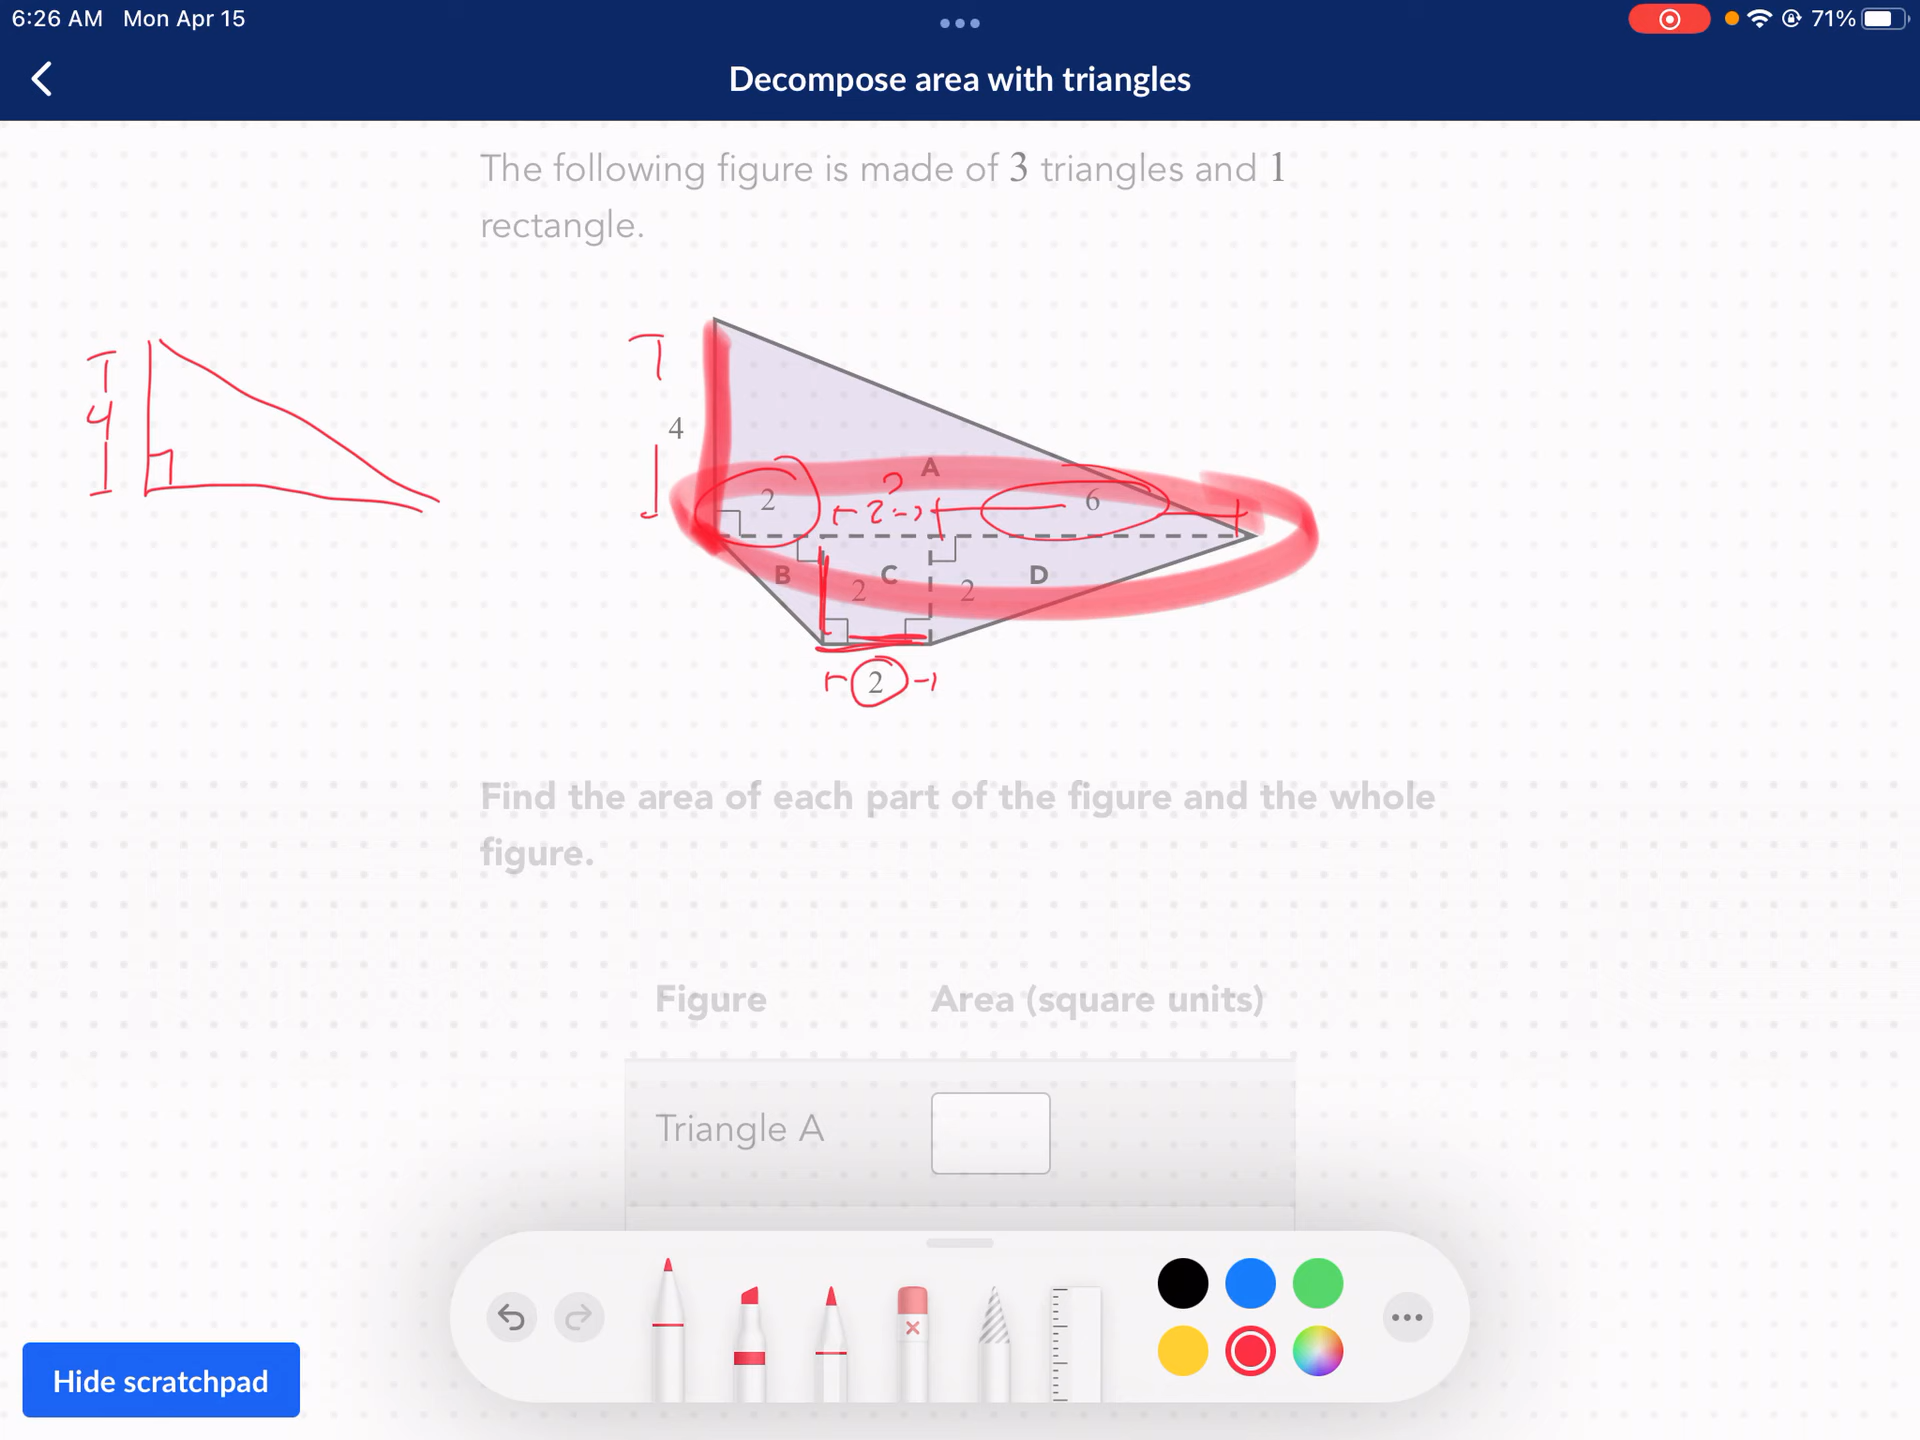 6:26 AM Mon Apr 15
71%
Decompose area with triangles
The following figure is made of 3 triangles and 1
rectangle.
4
4
A
2
?
2
6
B
2
C
2
D
2
Find the area of each part of the figure and the whole
figure.
Figure Area (square units)
Triangle A
Hide scratchpad